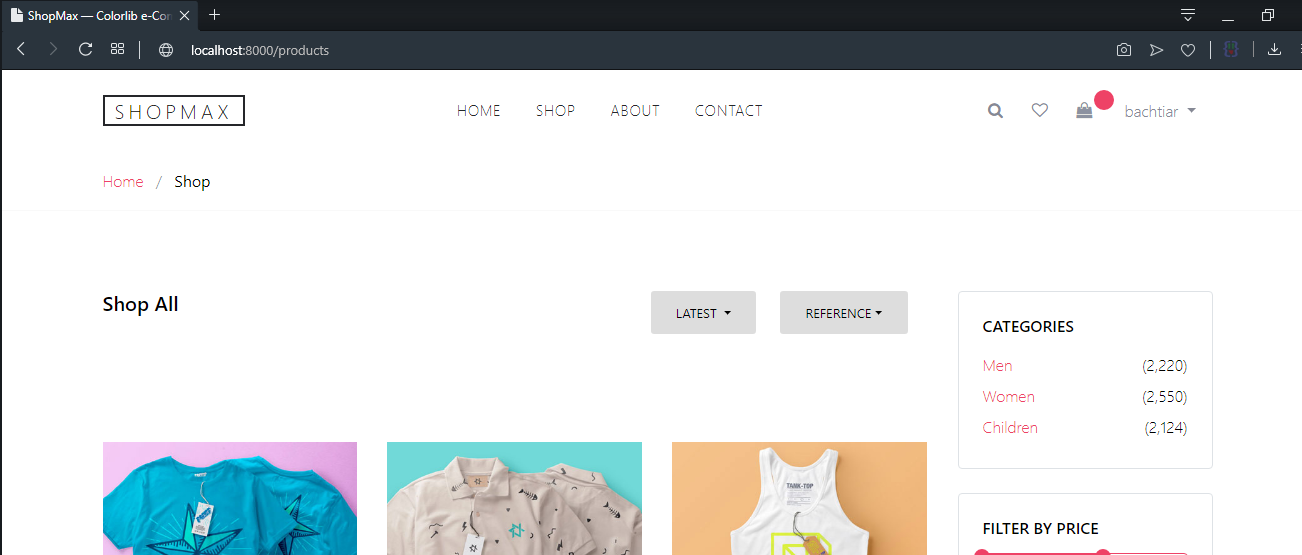 ShopMax — Colorlib e-Con
localhost:8000/products
SHOPMAX
HOME SHOP ABOUT CONTACT
bachtiar
Home / Shop
Shop All
LATEST
REFERENCE
CATEGORIES
Men (2,220)
Women (2,550)
Children (2,124)
TANK-TOP
FILTER BY PRICE